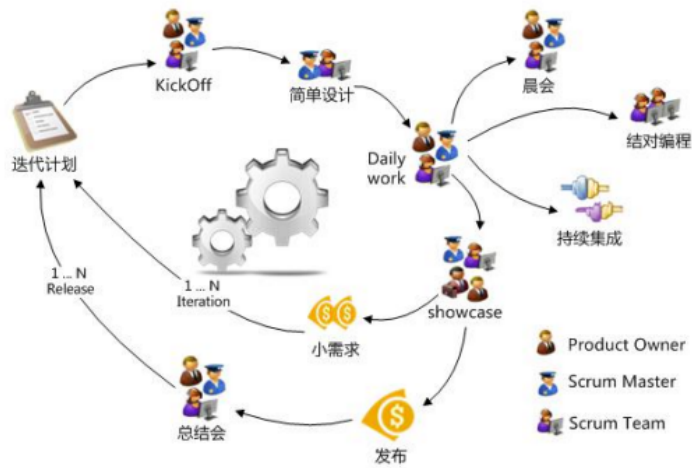 KickOff
简单设计
晨会
结对编程
迭代计划
Daily
work
持续集成
1 ... N
Release
1 ... N
Iteration
showcase
小需求
Product Owner
Scrum Master
Scrum Team
总结会
发布